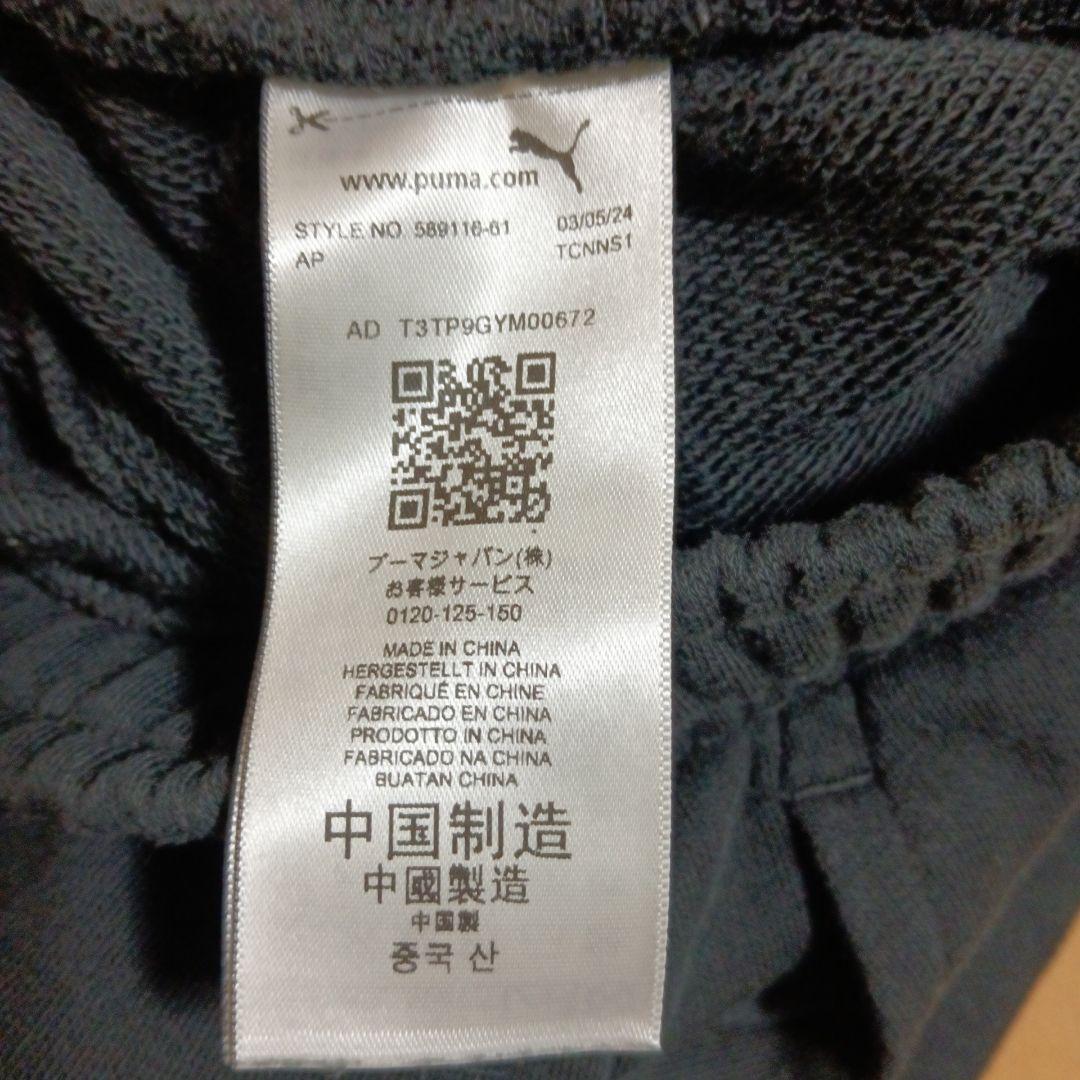 www.puma.com
STYLE NO 589116-61 03/05/24
AP TCNNS1
AD T3TP9GYM00672
プーマジャパン(株)
お客様サービス
0120-125-150
MADE IN CHINA
HERGESTELLT IN CHINA
FABRIQUÉ EN CHINE
FABRICADO EN CHINA
PRODOTTO IN CINA
FABRICADO NA CHINA
BUATAN CHINA
中国制造
中國製造
中国製
중국 산